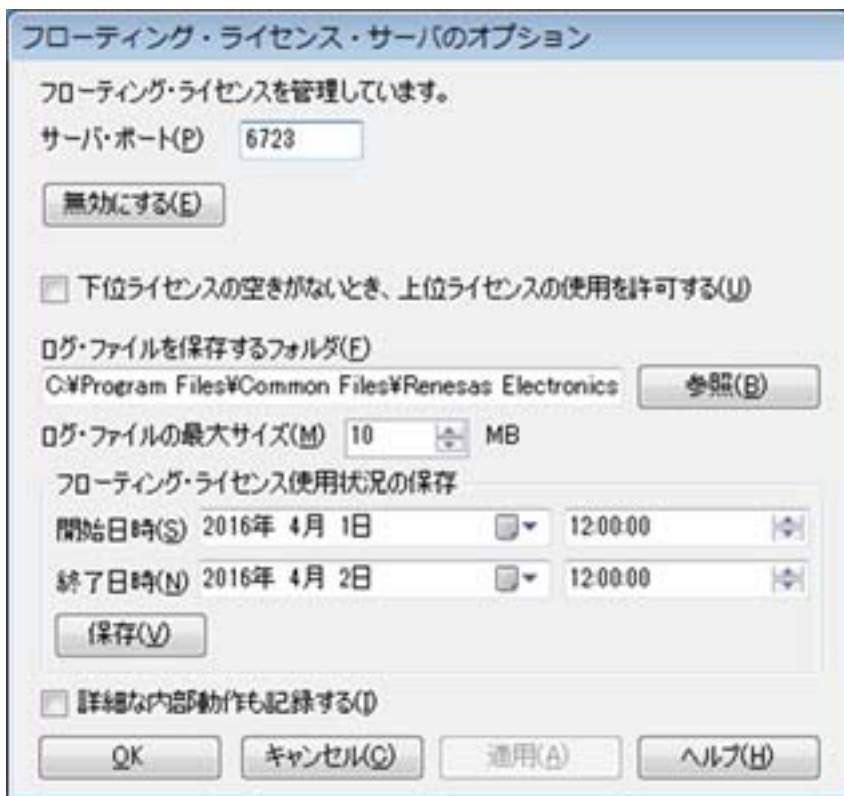 フローティング・ライセンス・サーバのオプション
フローティング・ライセンスを管理しています。
サーバ・ポート(P) 6723
無効にする(E)
下位ライセンスの空きがないとき、上位ライセンスの使用を許可する(U)
ログ・ファイルを保存するフォルダ(F)
C:¥Program Files¥Common Files¥Renesas Electronics 参照(B)
ログ・ファイルの最大サイズ(M) 10 MB
フローティング・ライセンス使用状況の保存
開始日時(S) 2016年 4月 1日 12:00:00
終了日時(N) 2016年 4月 2日 12:00:00
保存(V)
詳細な内部動作も記録する(I)
OK キャンセル(C) 適用(A) ヘルプ(H)